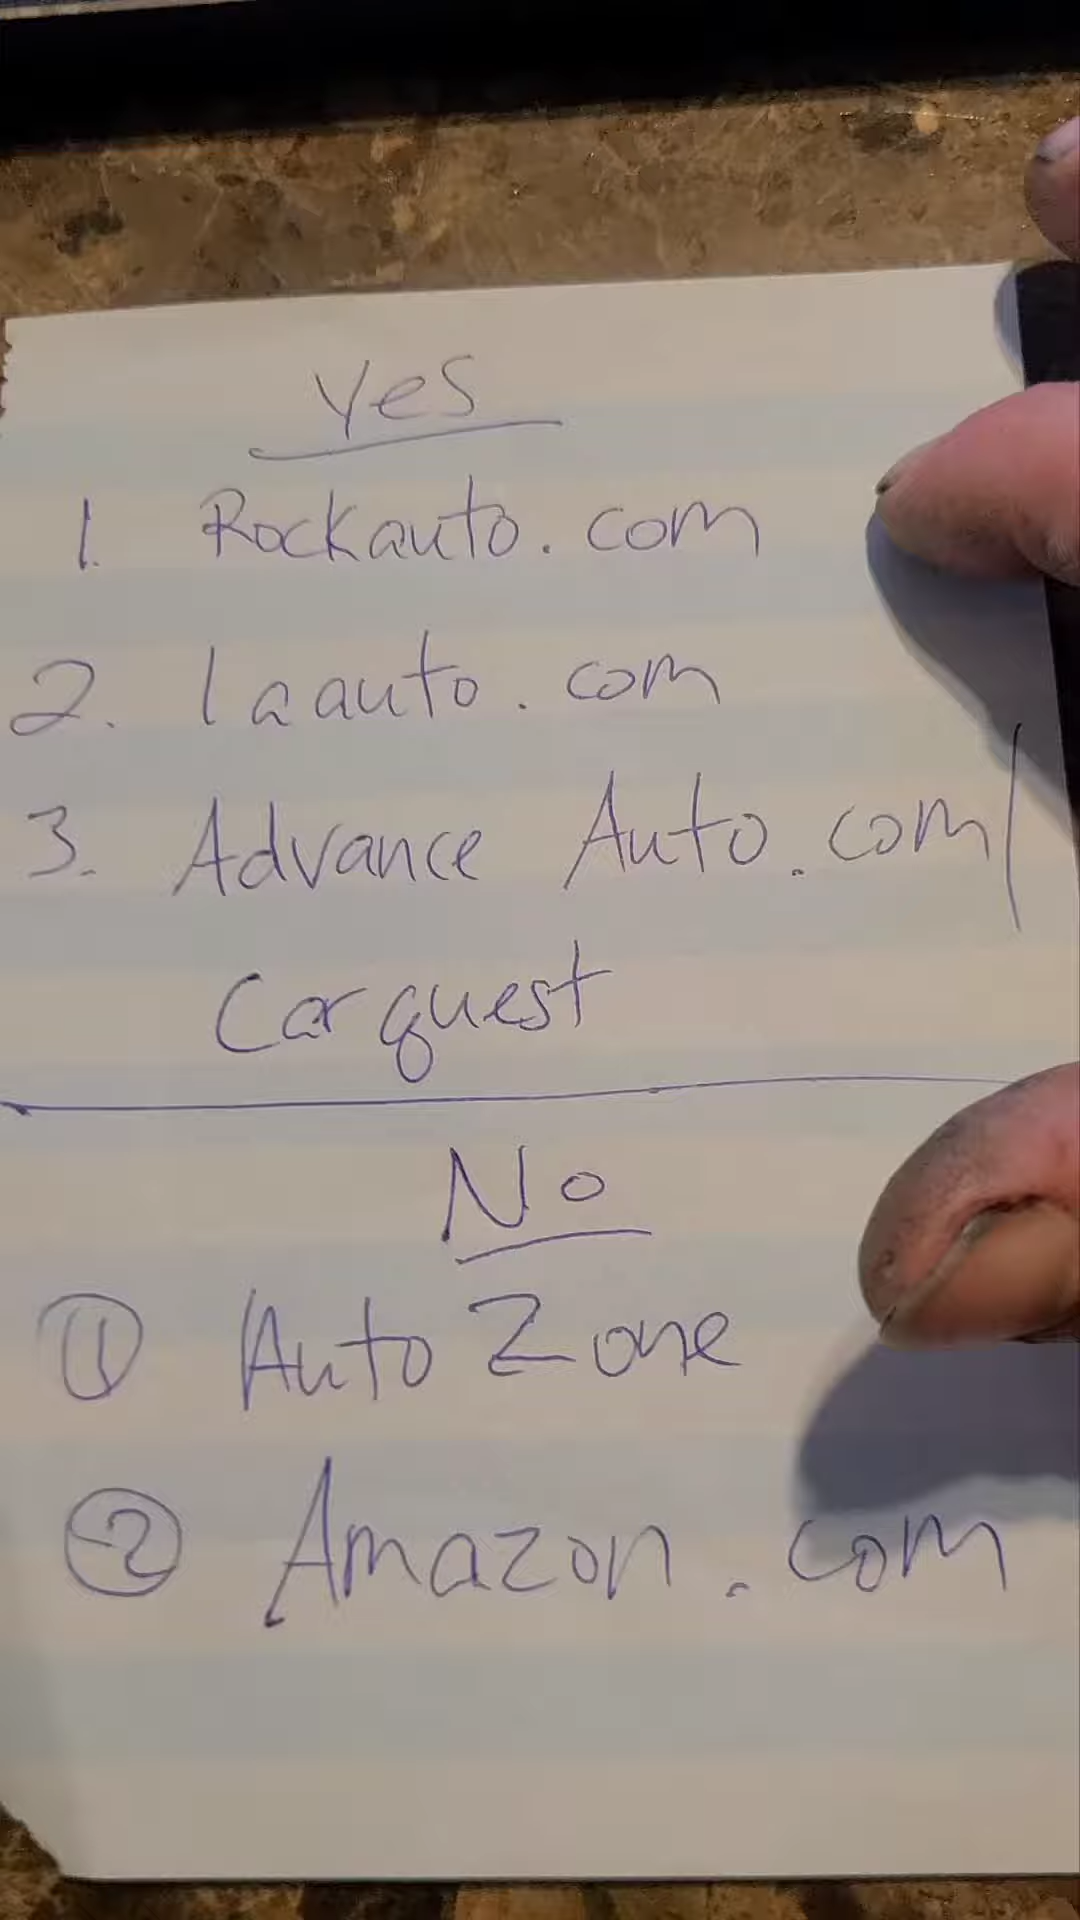 Yes
1. Rockauto.com
2. 1aauto.com
3. Advance Auto.com/
Carquest
No
1 AutoZone
2 Amazon.com